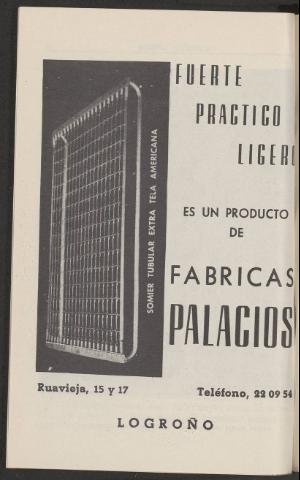 FUERTE
PRACTICO
LIGERO
SOMIER TUBULAR EXTRA TELA AMERICANA
ES UN PRODUCTO
DE
FABRICAS
PALACIOS
Ruavieja, 15 y 17 Teléfono, 22 09 54
LOGROÑO